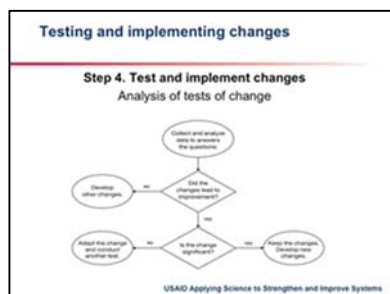 Testing and implementing changes
Step 4. Test and implement changes
Analysis of tests of change
Collect and analyze
data to answers
the questions:
Develop
other changes.
no
Did the
changes lead to
improvement?
yes
Adapt the change
and conduct
another test.
no
Is the change
significant?
yes
Keep the changes.
Develop new
changes.
USAID Applying Science to Strengthen and Improve Systems